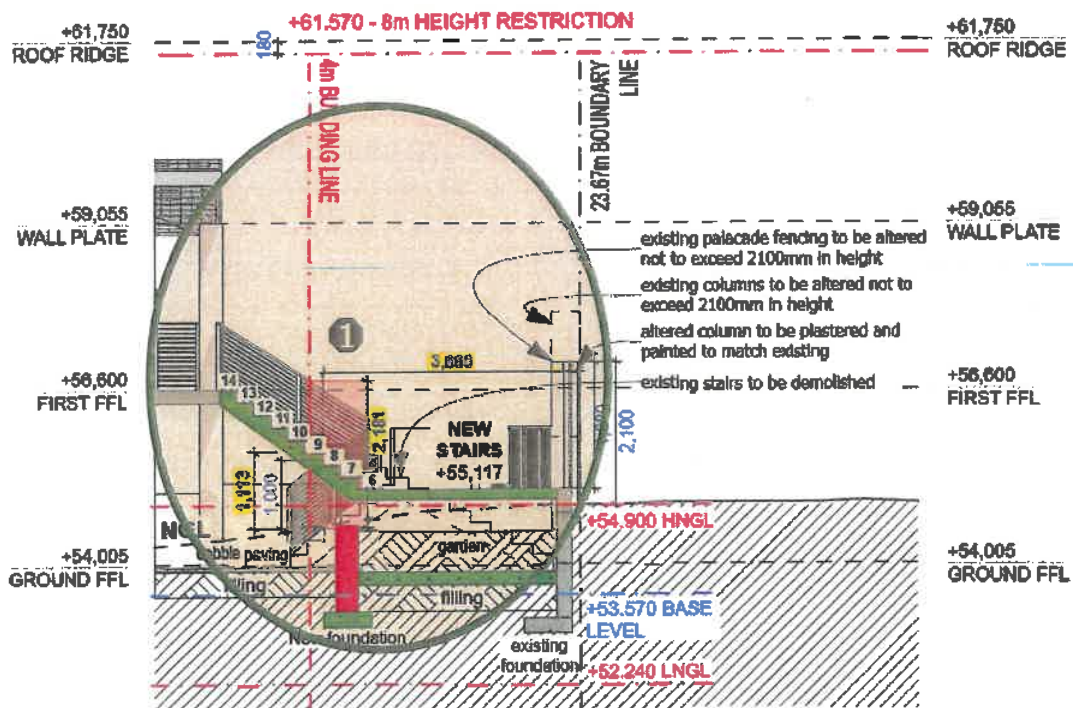 +61.570 - 8m HEIGHT RESTRICTION
+61,750
ROOF RIDGE
180
+61,750
ROOF RIDGE
4m BUILDING LINE
23.67m BOUNDARY
LINE
+59,055
WALL PLATE
+59,055
WALL PLATE
existing palacade fencing to be altered
not to exceed 2100mm in height
existing columns to be altered not to
exceed 2100mm in height
altered column to be plastered and
painted to match existing
existing stairs to be demolished
1
+56,600
FIRST FFL
+56,600
FIRST FFL
14
13
12
11
10
9
8
7
6
2,181
2,100
NEW
STAIRS
+55,117
1,113
1,000
+54.900 HNGL
NGL
paving
garden
+54,005
GROUND FFL
+54,005
GROUND FFL
filling
+53.570 BASE
LEVEL
foundation
existing
foundation
+52.240 LNGL